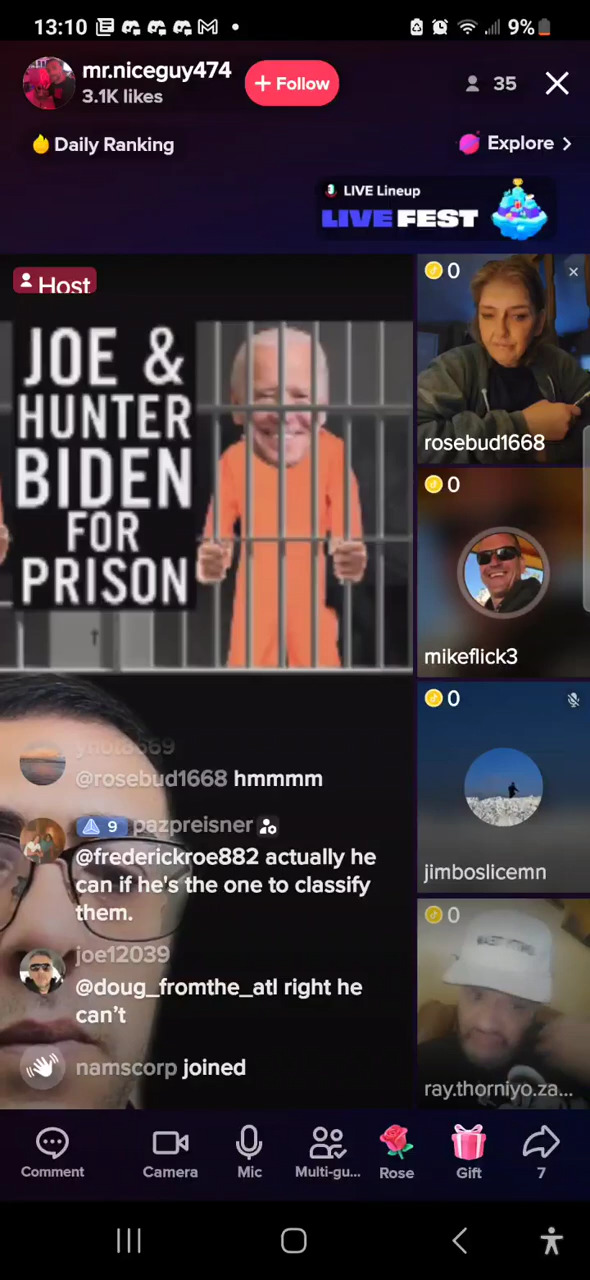 13:10
9%
mr.niceguy474
3.1K likes
+ Follow
35
Daily Ranking
Explore >
LIVE Lineup
LIVE FEST
Host
JOE &
HUNTER
BIDEN
FOR
PRISON
0
rosebud1668
0
mikeflick3
0
jimboslicemn
0
ray.thorniyo.za...
@rosebud1668 hmmmm
9 pazpreisner
@frederickroe882 actually he
can if he's the one to classify
them.
joe12039
@doug_fromthe_atl right he
can't
namscorp joined
Comment
Camera
Mic
Multi-gu...
Rose
Gift
7